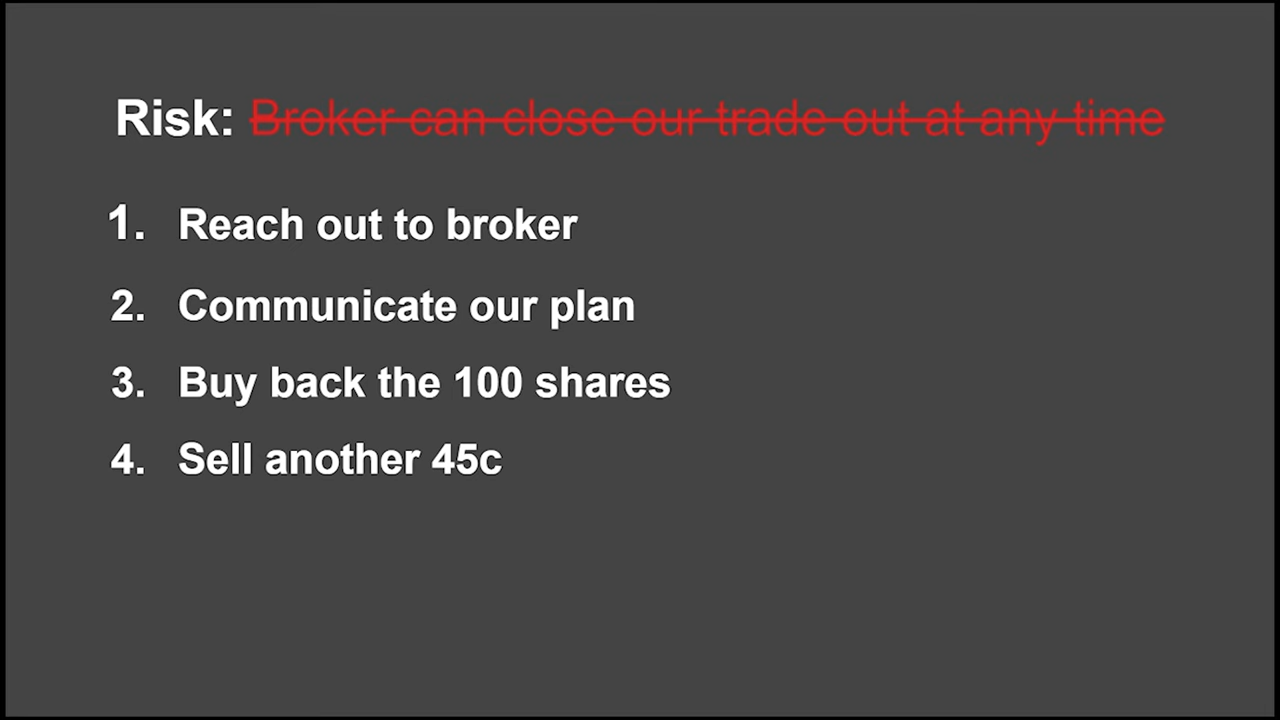 Risk: Broker can close our trade out at any time
1. Reach out to broker
2. Communicate our plan
3. Buy back the 100 shares
4. Sell another 45c